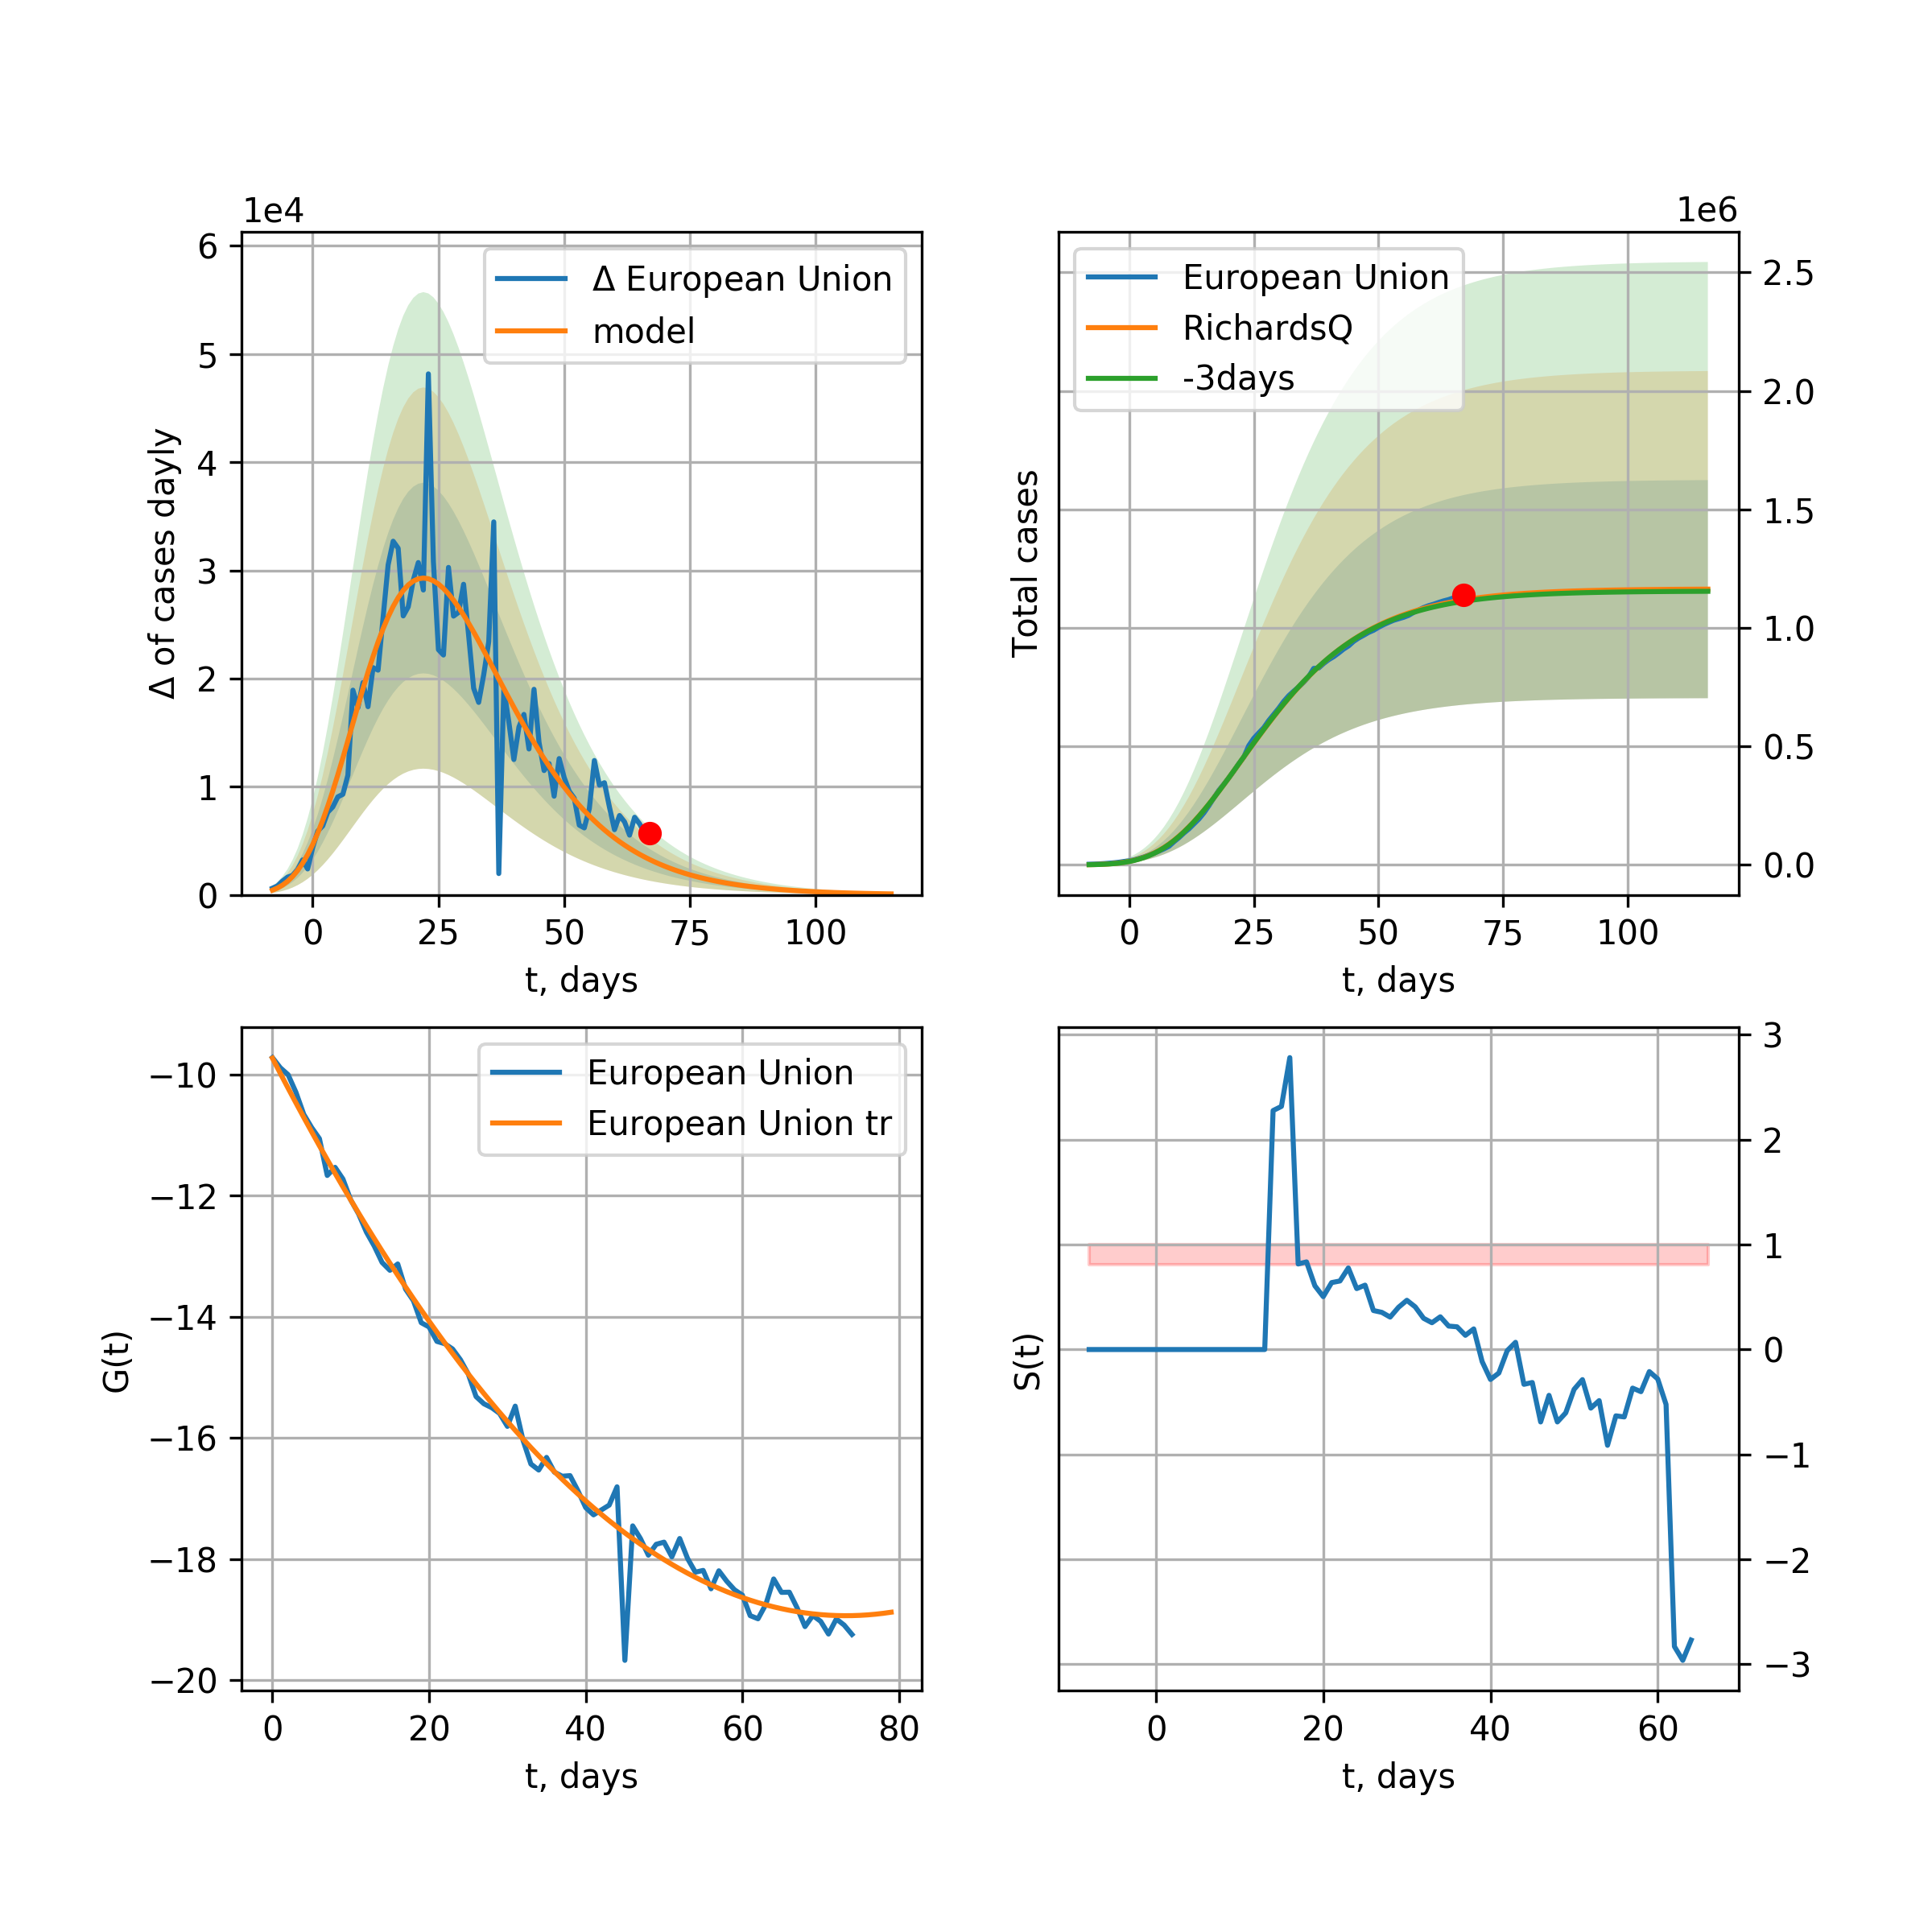 1e4
6
5
4
3
2
1
0
Δ of cases dayly
Δ European Union
model
0 25 50 75 100
t, days
1e6
2.5
2.0
1.5
1.0
0.5
0.0
Total cases
European Union
RichardsQ
-3days
0 25 50 75 100
t, days
−10
−12
−14
−16
−18
−20
G(t)
European Union
European Union tr
0 20 40 60 80
t, days
3
2
1
0
−1
−2
−3
S(t)
0 20 40 60
t, days